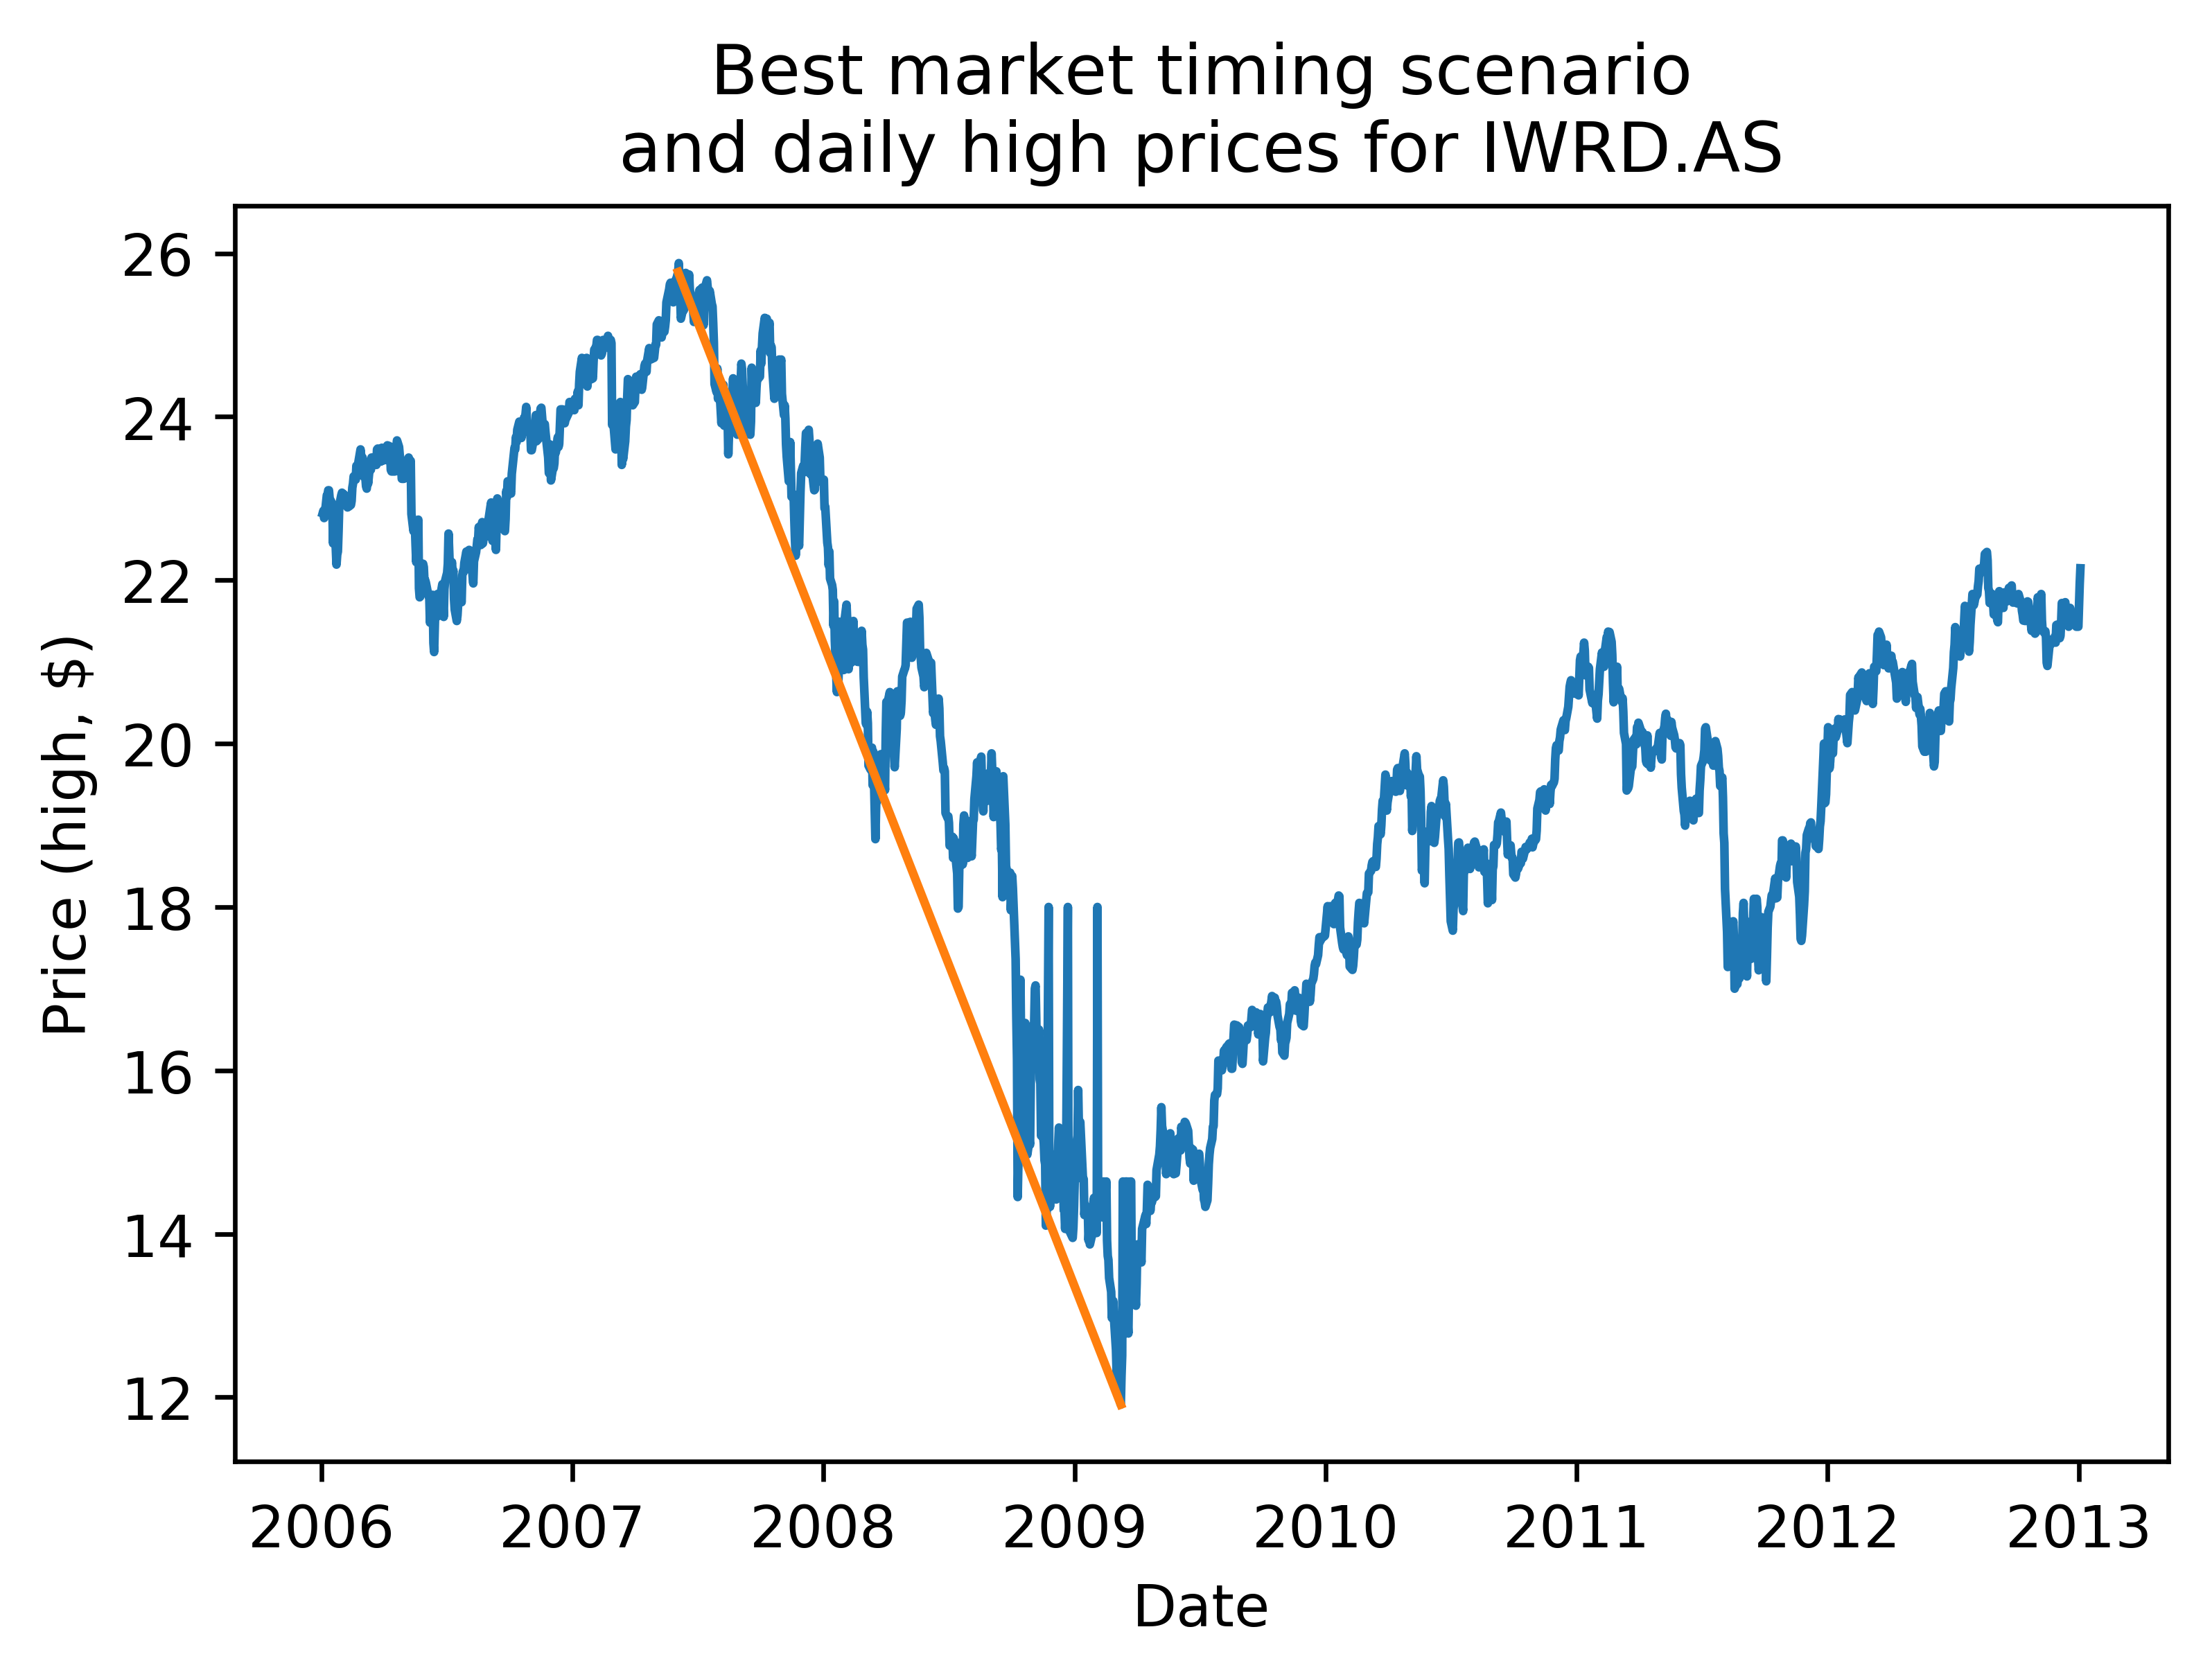 Best market timing scenario
and daily high prices for IWRD.AS
Price (high, $)
26
24
22
20
18
16
14
12
2006 2007 2008 2009 2010 2011 2012 2013
Date